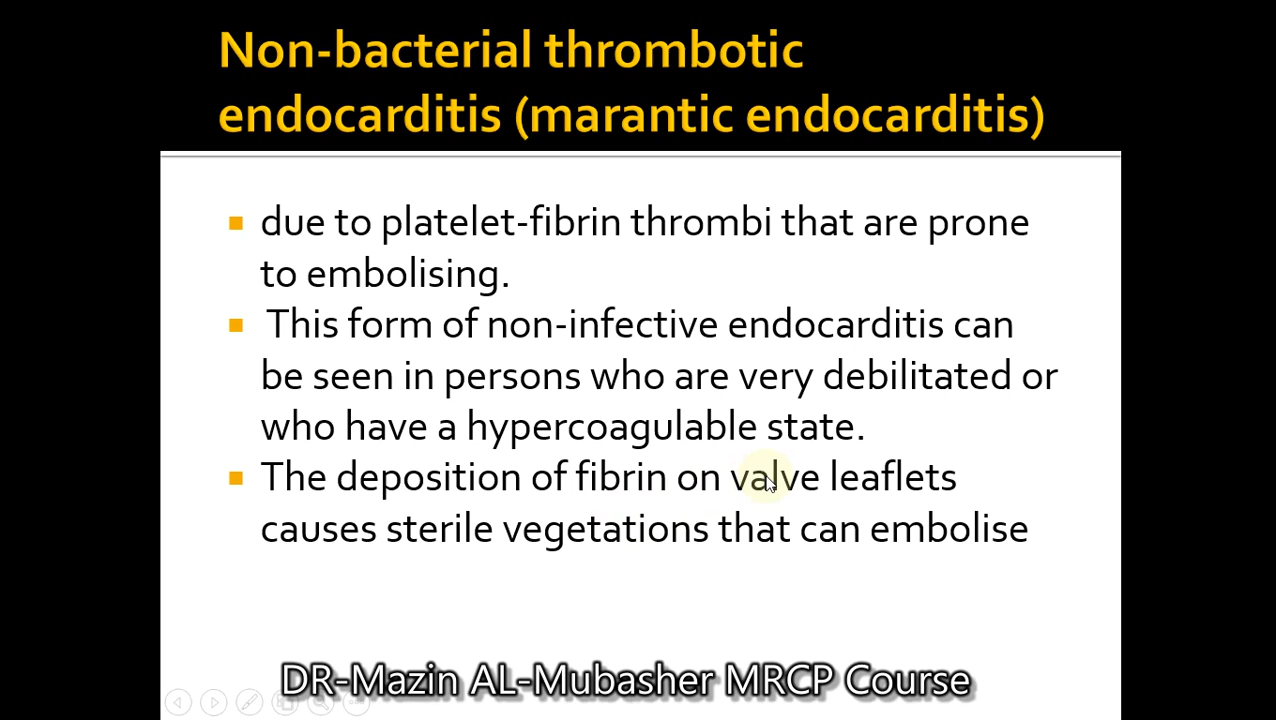 Non-bacterial thrombotic
endocarditis (marantic endocarditis)
due to platelet-fibrin thrombi that are prone
to embolising.
This form of non-infective endocarditis can
be seen in persons who are very debilitated or
who have a hypercoagulable state.
The deposition of fibrin on valve leaflets
causes sterile vegetations that can embolise
DR-Mazin AL-Mubasher MRCP Course